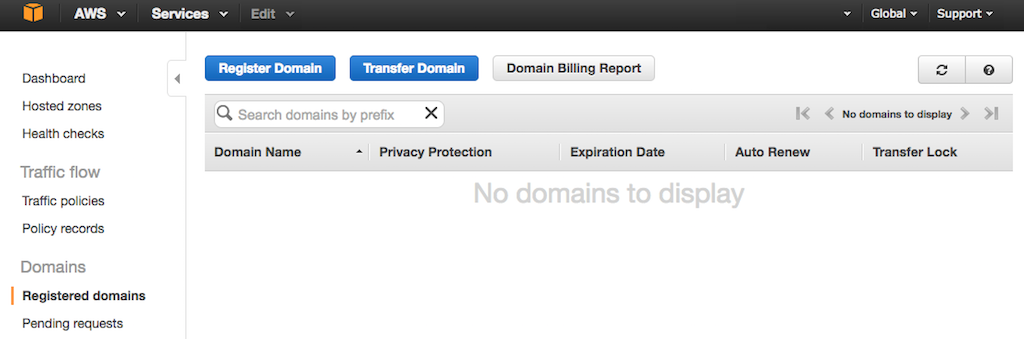 AWS Services Edit Global Support
Register Domain Transfer Domain Domain Billing Report
Dashboard
Hosted zones
Health checks
Traffic flow
Traffic policies
Policy records
Domains
Registered domains
Pending requests
Search domains by prefix
No domains to display
Domain Name Privacy Protection Expiration Date Auto Renew Transfer Lock
No domains to display